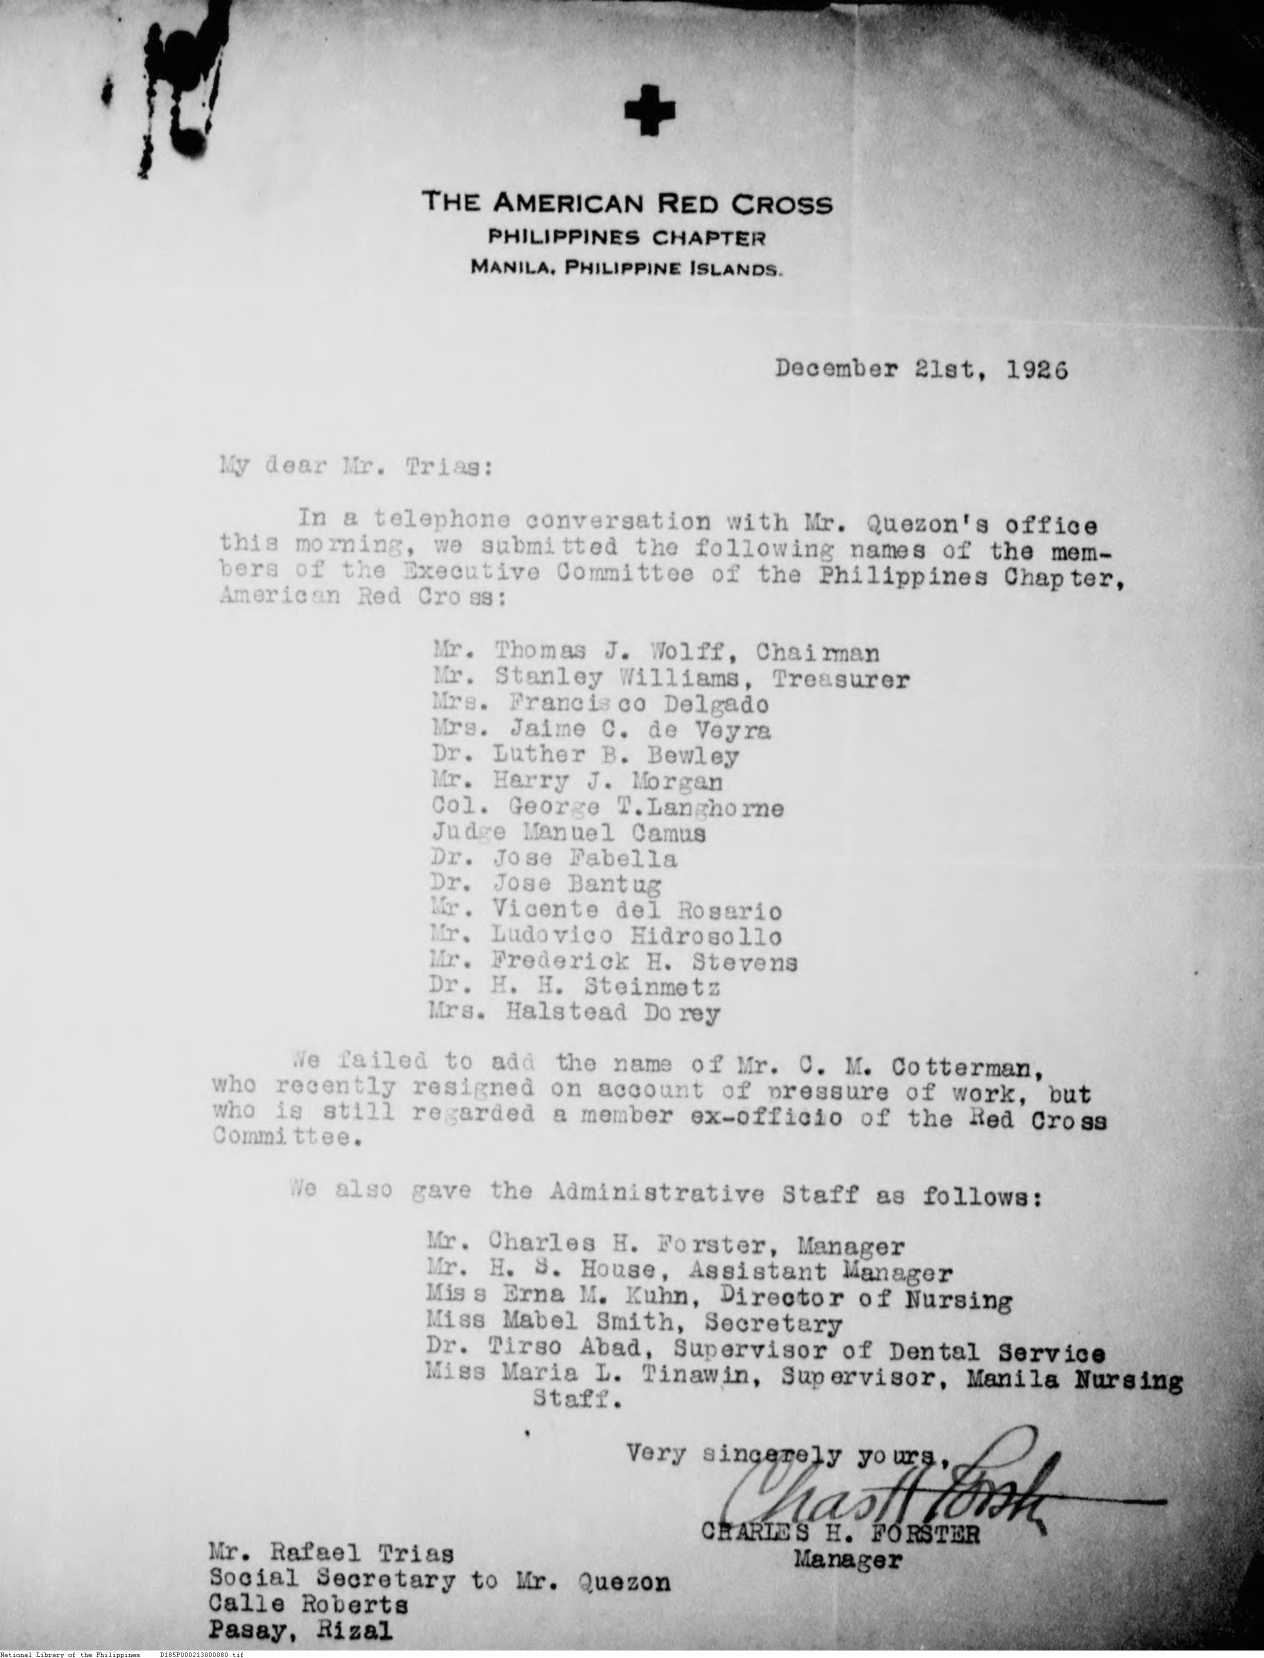 THE AMERICAN RED CROSS
PHILIPPINES CHAPTER
MANILA, PHILIPPINE ISLANDS.
December 21st, 1926
My dear Mr. Trias:
In a telephone conversation with Mr. Quezon's office
this morning, we submitted the following names of the mem-
bers of the Executive Committee of the Philippines Chapter,
American Red Cross:
Mr. Thomas J. Wolff, Chairman
Mr. Stanley Williams, Treasurer
Mrs. Francisco Delgado
Mrs. Jaime C. de Veyra
Dr. Luther B. Bewley
Mr. Harry J. Morgan
Col. George T.Langhorne
Judge Manuel Camus
Dr. Jose Fabella
Dr. Jose Bantug
Mr. Vicente del Rosario
Mr. Ludovico Hidrosollo
Mr. Frederick H. Stevens
Dr. H. H. Steinmetz
Mrs. Halstead Dorey
We failed to add the name of Mr. C. M. Cotterman,
who recently resigned on account of pressure of work, but
who is still regarded a member ex-officio of the Red Cross
Committee.
We also gave the Administrative Staff as follows:
Mr. Charles H. Forster, Manager
Mr. H. S. House, Assistant Manager
Miss Erna M. Kuhn, Director of Nursing
Miss Mabel Smith, Secretary
Dr. Tirso Abad, Supervisor of Dental Service
Miss Maria L. Tinawin, Supervisor, Manila Nursing
Staff.
Very sincerely yours,
Chas H Forster
CHARLES H. FORSTER
Manager
Mr. Rafael Trias
Social Secretary to Mr. Quezon
Calle Roberts
Pasay, Rizal
National Library of the Philippines D185P000213800080.tif